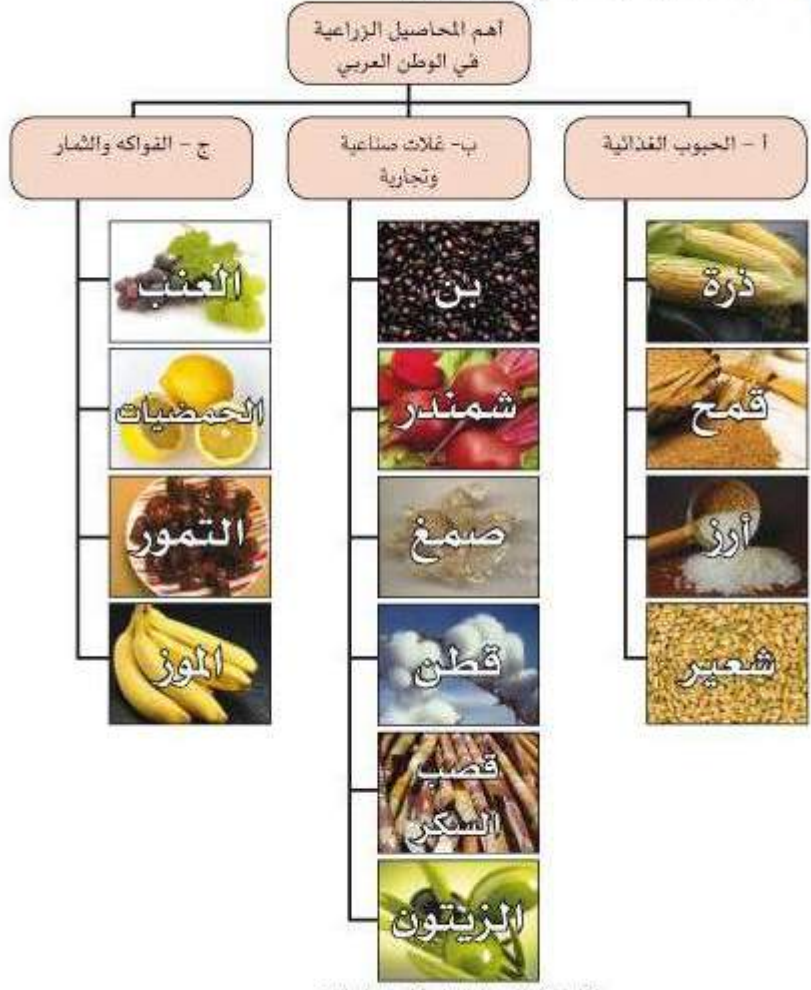 أهم المحاصيل الزراعية
في الوطن العربي
أ - الحبوب الغذائية
ب- غلات صناعية
وتجارية
ج - الفواكه والثمار
ذرة
قمح
أرز
شعير
بن
شمندر
صمغ
قطن
قصب
السكر
الزيتون
العنب
الحمضيات
التمور
الموز